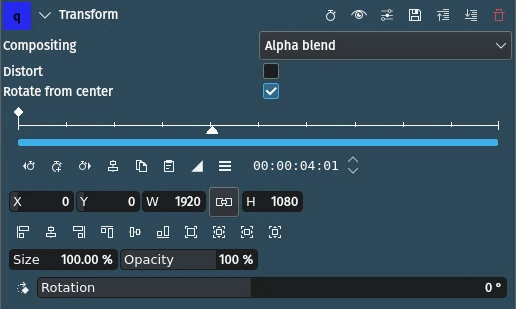 q Transform
Compositing Alpha blend
Distort
Rotate from center
00:00:04:01
X 0 Y 0 W 1920 H 1080
Size 100.00 % Opacity 100 %
Rotation 0 °